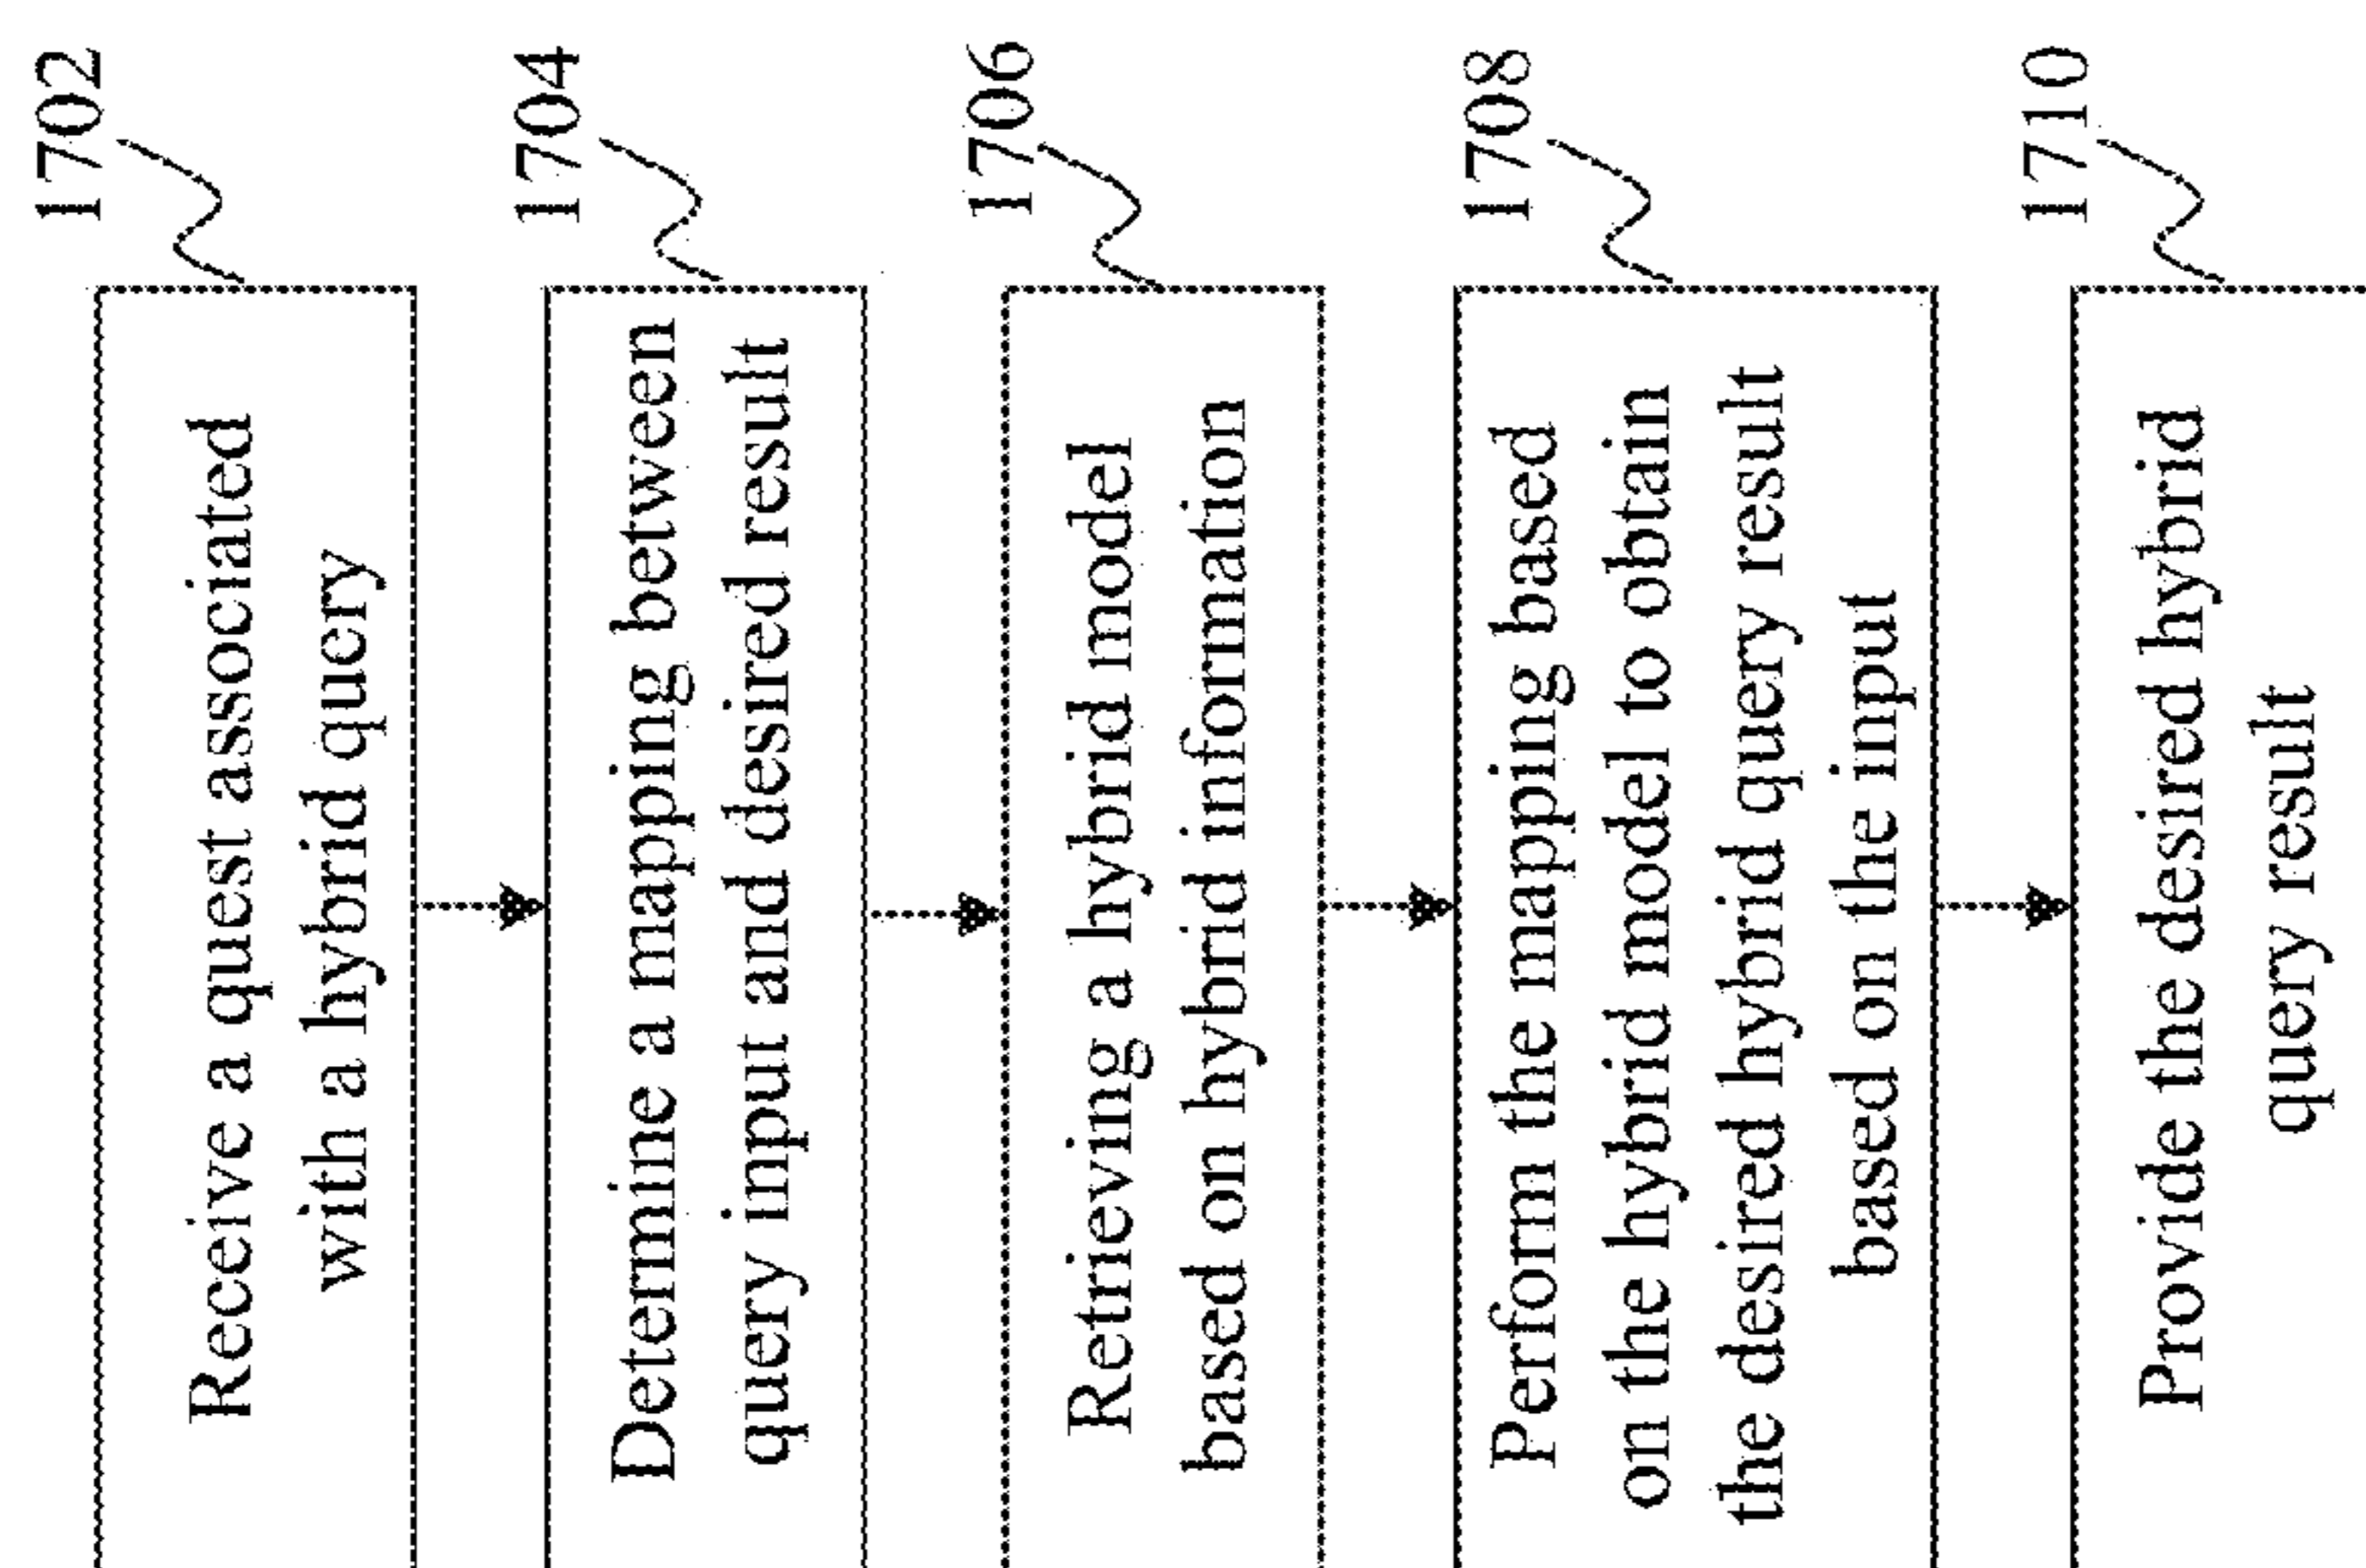 1702
Receive a quest associated
with a hybrid query
1704
Determine a mapping between
query input and desired result
1706
Retrieving a hybrid model
based on hybrid information
1708
Perform the mapping based
on the hybrid model to obtain
the desired hybrid query result
based on the input
1710
Provide the desired hybrid
query result